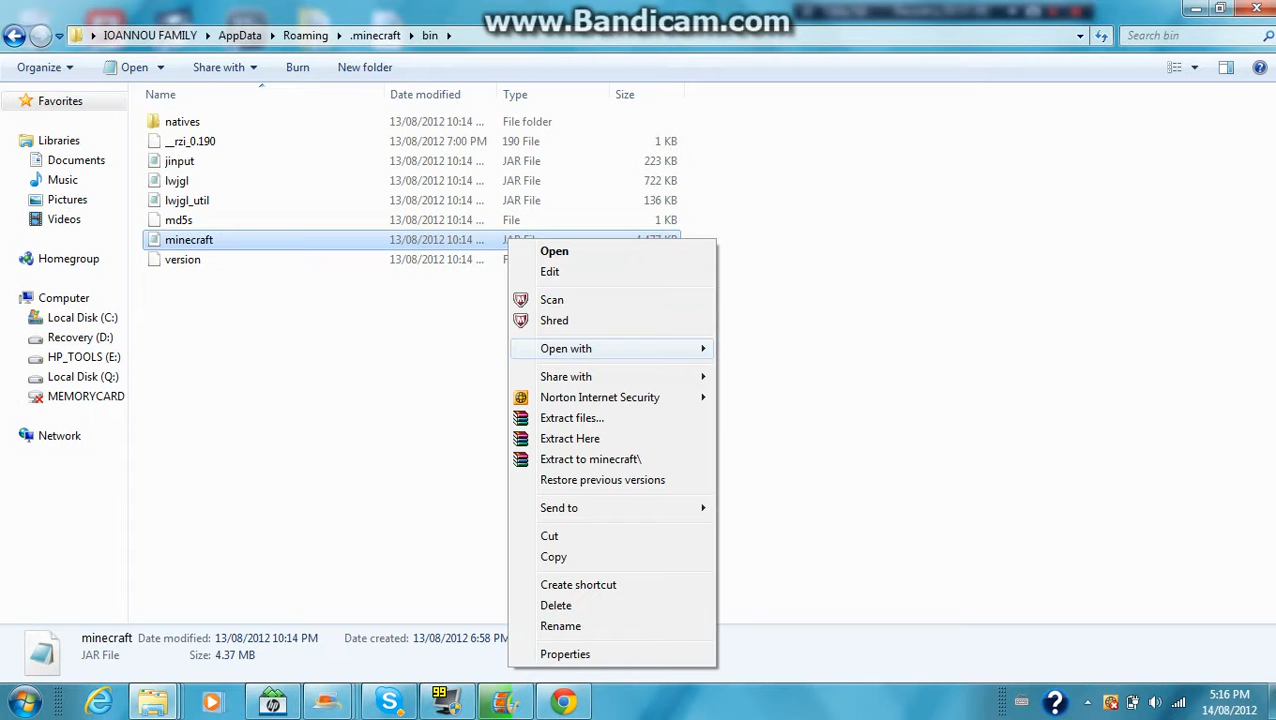 www.Bandicam.com
IOANNOU FAMILY AppData Roaming .minecraft bin Search bin
Organize Open Share with Burn New folder
Name Date modified Type Size
Favorites
Libraries
Documents
Music
Pictures
Videos
Homegroup
Computer
Local Disk (C:)
Recovery (D:)
HP_TOOLS (E:)
Local Disk (Q:)
MEMORYCARD
Network
natives 13/08/2012 10:14 ... File folder
__rzi_0.190 13/08/2012 7:00 PM 190 File 1 KB
jinput 13/08/2012 10:14 ... JAR File 223 KB
lwjgl 13/08/2012 10:14 ... JAR File 722 KB
lwjgl_util 13/08/2012 10:14 ... JAR File 136 KB
md5s 13/08/2012 10:14 ... File 1 KB
minecraft 13/08/2012 10:14 ...
version 13/08/2012 10:14 ...
Open
Edit
Scan
Shred
Open with
Share with
Norton Internet Security
Extract files...
Extract Here
Extract to minecraft\
Restore previous versions
Send to
Cut
Copy
Create shortcut
Delete
Rename
Properties
minecraft Date modified: 13/08/2012 10:14 PM Date created: 13/08/2012 6:58 PM
JAR File Size: 4.37 MB
99
5:16 PM
14/08/2012